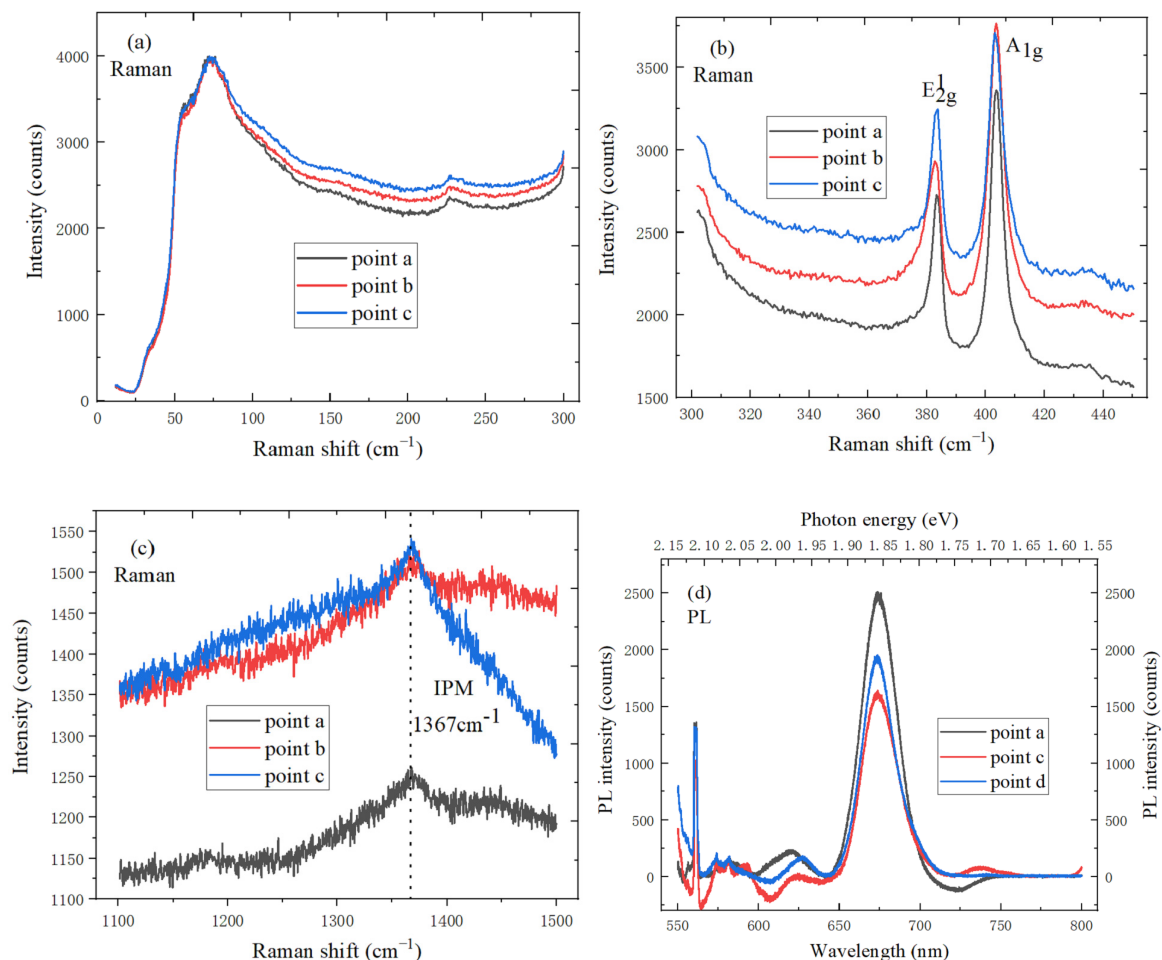 (a)
Raman
Intensity (counts)
4000
3000
2000
1000
0
point a
point b
point c
0 50 100 150 200 250 300
Raman shift (cm⁻¹)
(b)
Raman
E¹2g
A1g
Intensity (counts)
3500
3000
2500
2000
1500
point a
point b
point c
300 320 340 360 380 400 420 440
Raman shift (cm⁻¹)
(c)
Raman
Intensity (counts)
1550
1500
1450
1400
1350
1300
1250
1200
1150
1100
IPM
1367cm⁻¹
point a
point b
point c
1100 1200 1300 1400 1500
Raman shift (cm⁻¹)
Photon energy (eV)
2.15 2.10 2.05 2.00 1.95 1.90 1.85 1.80 1.75 1.70 1.65 1.60 1.55
(d)
PL
PL intensity (counts)
2500
2000
1500
1000
500
0
point a
point c
point d
2500
2000
1500
1000
500
0
PL intensity (counts)
550 600 650 700 750 800
Wavelength (nm)